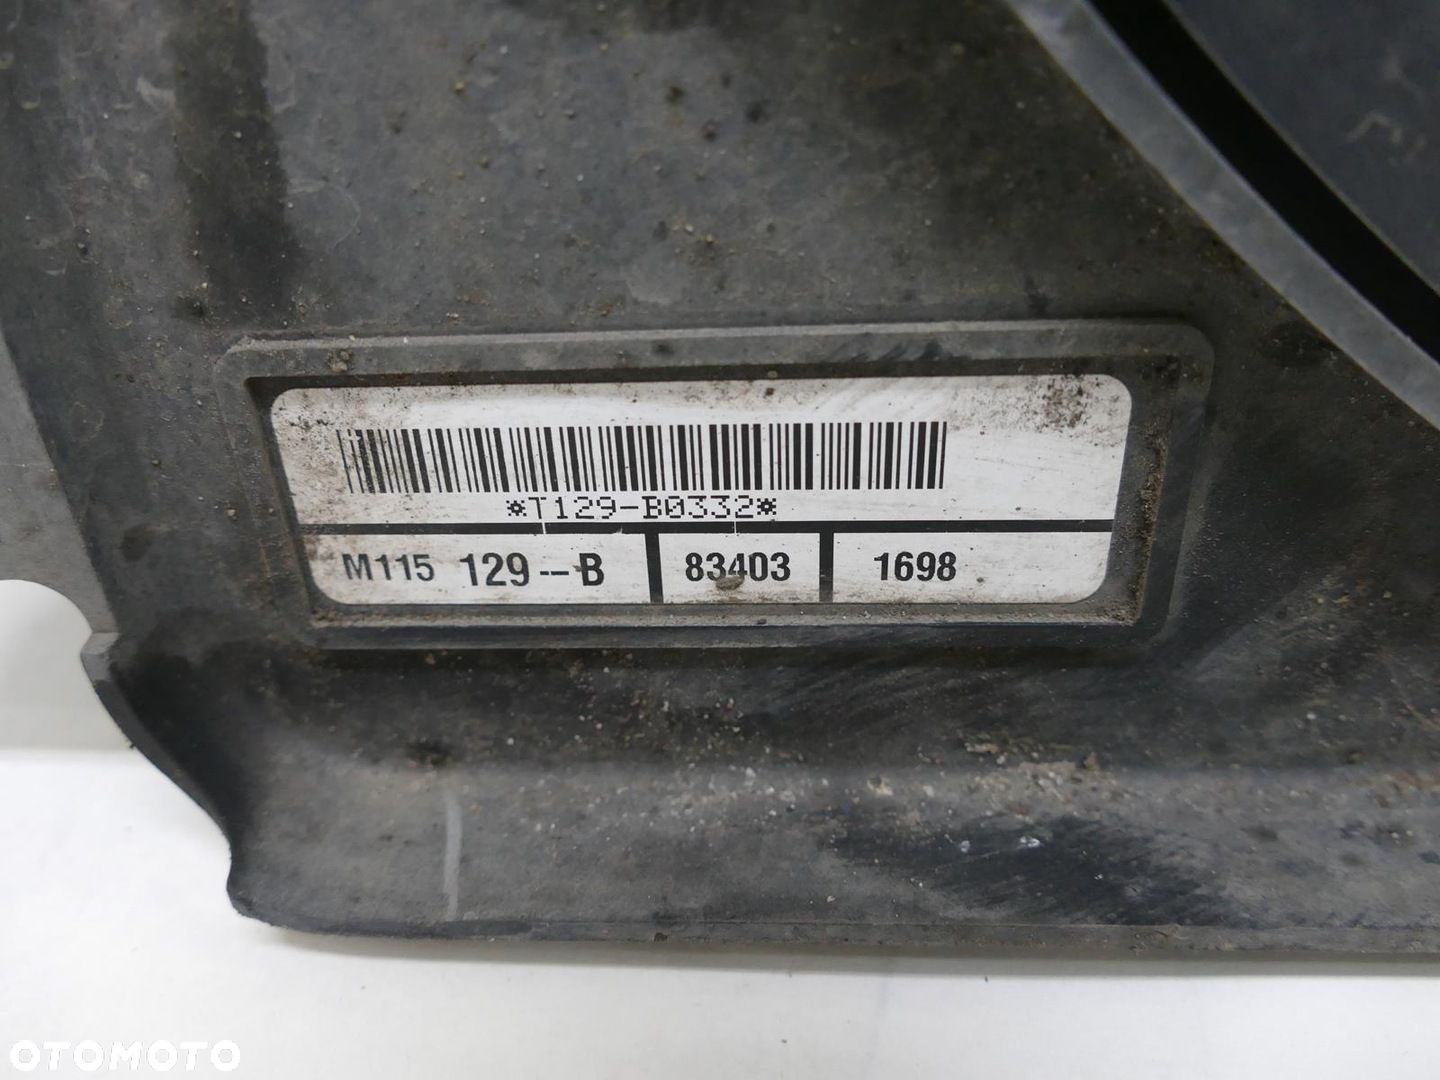 *T129-B0332*
M115 129--B 83403 1698
OTOMOTO